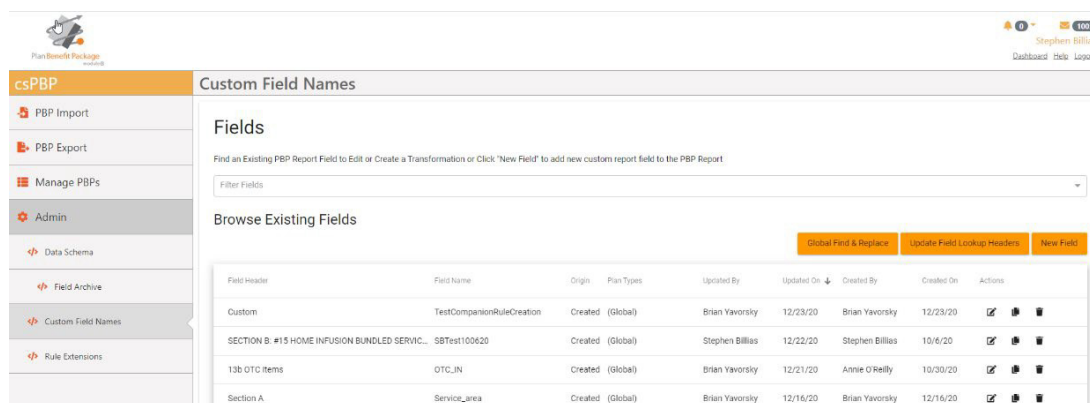 0 100
Stephen Billia
Plan Benefit Package
Dashboard Help Logo
csPBP Custom Field Names
PBP Import
PBP Export
Manage PBPs
Admin
Data Schema
Field Archive
Custom Field Names
Rule Extensions
Fields
Find an Existing PBP Report Field to Edit or Create a Transformation or Click "New Field" to add new custom report field to the PBP Report
Filter Fields
Browse Existing Fields
Global Find & Replace Update Field Lookup Headers New Field
Field Header Field Name Origin Plan Types Updated By Updated On Created By Created On Actions
Custom TestCompanionRuleCreation Created (Global) Brian Yavorsky 12/23/20 Brian Yavorsky 12/23/20
SECTION B: #15 HOME INFUSION BUNDLED SERVIC... SBTest100620 Created (Global) Stephen Billias 12/22/20 Stephen Billias 10/6/20
13b OTC Items OTC_IN Created (Global) Brian Yavorsky 12/21/20 Annie O'Reilly 10/30/20
Section A Service_area Created (Global) Brian Yavorsky 12/16/20 Brian Yavorsky 12/16/20